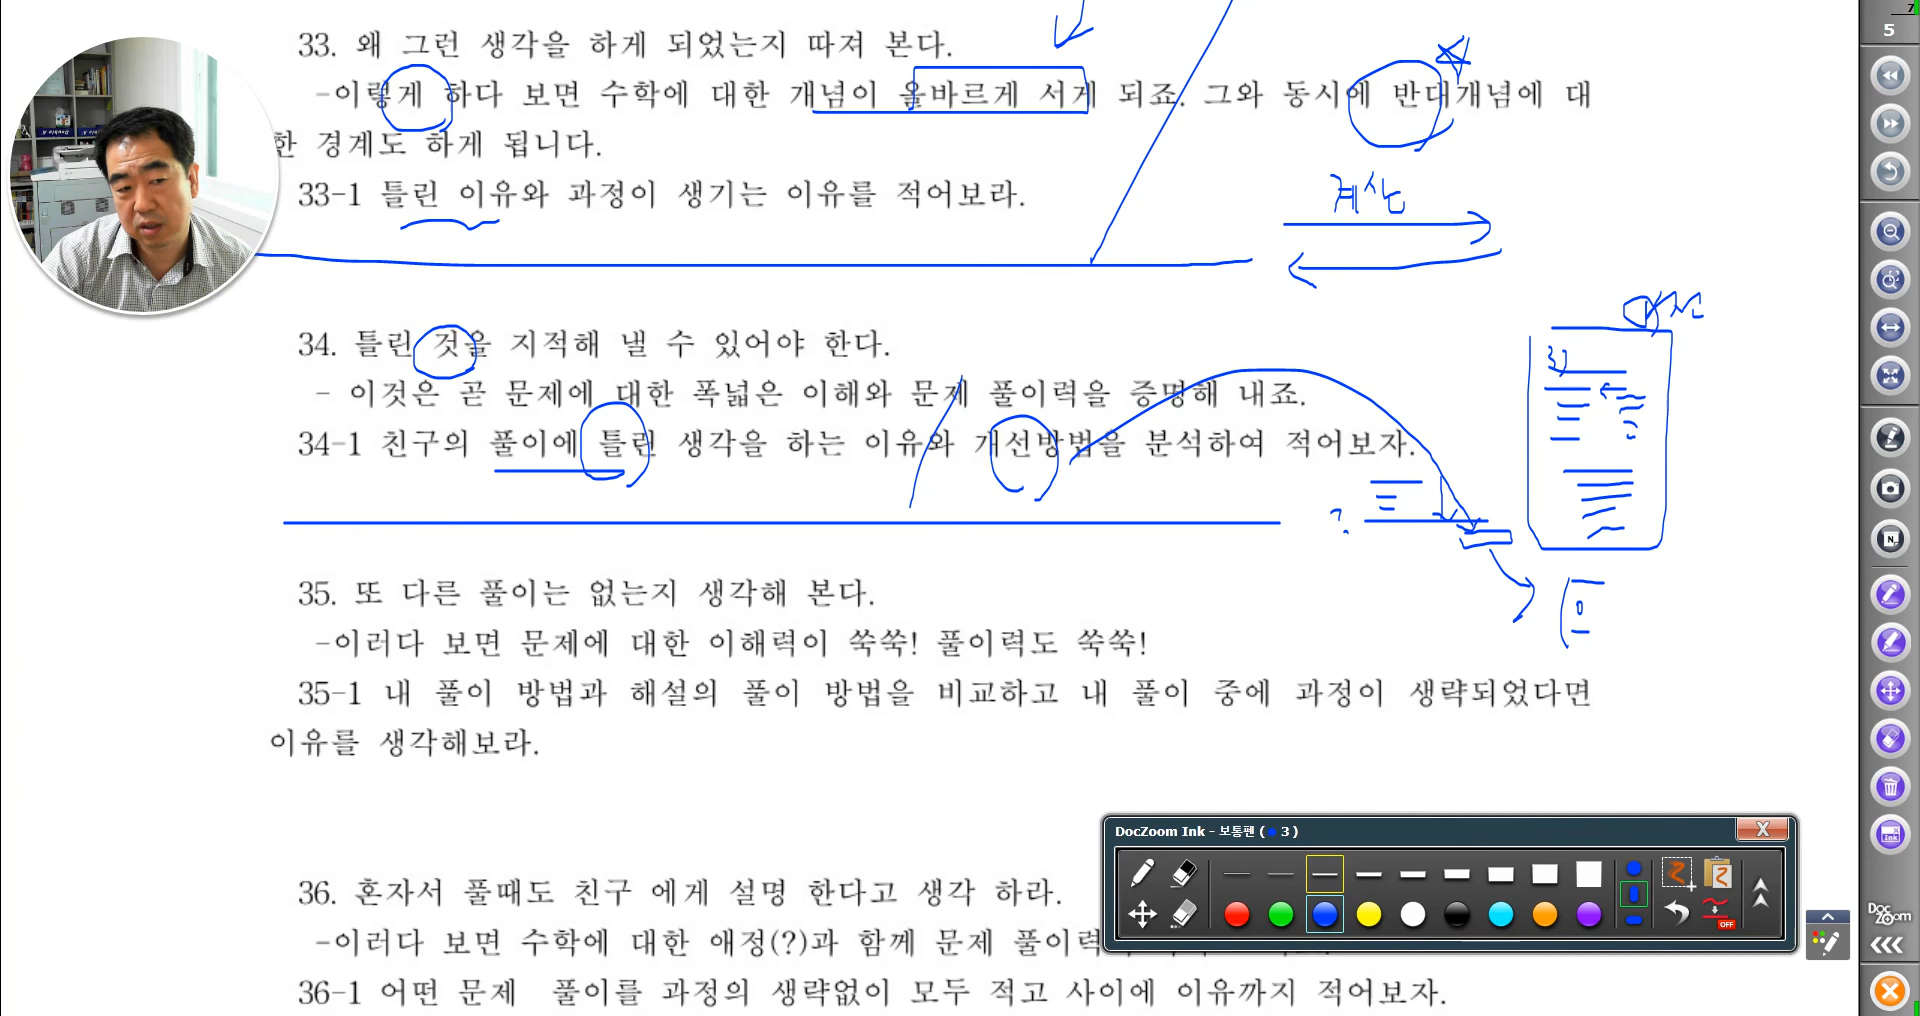 33. 왜 그런 생각을 하게 되었는지 따져 본다.
-이렇게 하다 보면 수학에 대한 개념이 올바르게 서게 되죠. 그와 동시에 반대개념에 대
한 경계도 하게 됩니다.
33-1 틀린 이유와 과정이 생기는 이유를 적어보라.
계산
34. 틀린 것을 지적해 낼 수 있어야 한다.
- 이것은 곧 문제에 대한 폭넓은 이해와 문제 풀이력을 증명해 내죠.
34-1 친구의 풀이에 틀린 생각을 하는 이유와 개선방법을 분석하여 적어보자.
35. 또 다른 풀이는 없는지 생각해 본다.
-이러다 보면 문제에 대한 이해력이 쑥쑥! 풀이력도 쑥쑥!
35-1 내 풀이 방법과 해설의 풀이 방법을 비교하고 내 풀이 중에 과정이 생략되었다면
이유를 생각해보라.
36. 혼자서 풀때도 친구 에게 설명 한다고 생각 하라.
-이러다 보면 수학에 대한 애정(?)과 함께 문제 풀이력
36-1 어떤 문제 풀이를 과정의 생략없이 모두 적고 사이에 이유까지 적어보자.
DocZoom Ink - 보통펜 ( 3 )
OFF
7
5
N
Ink
Doc Zoom